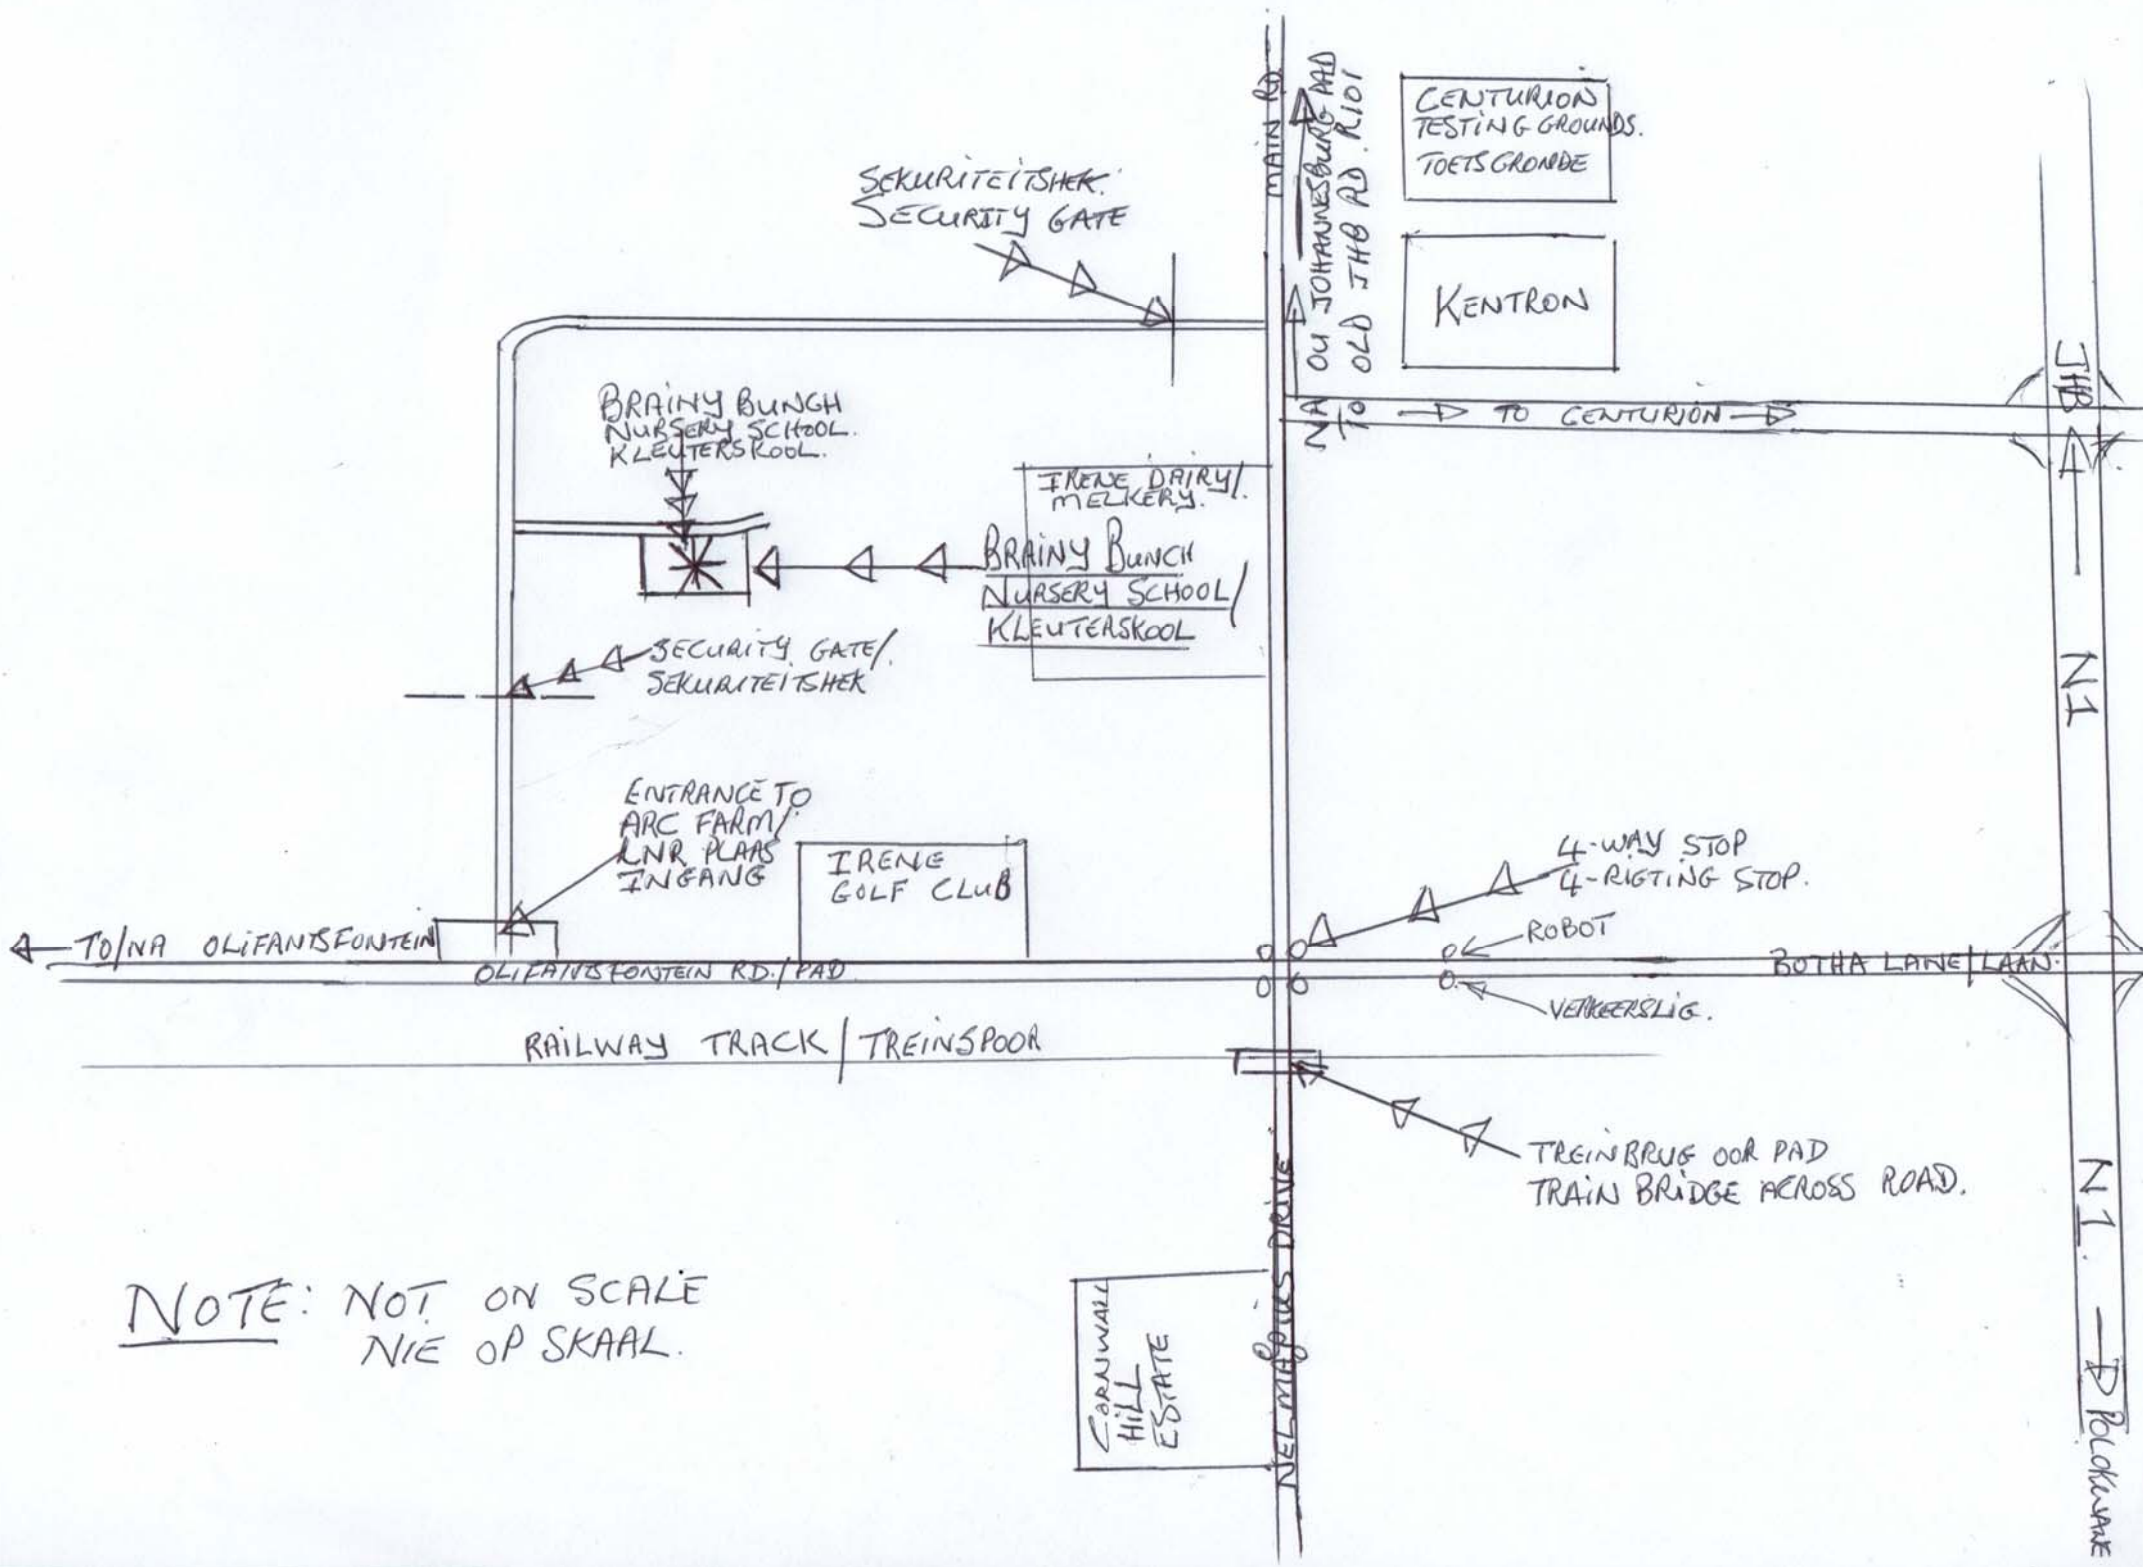 MAIN RD
NA OU JOHANNESBURG PAD
TO OLD JHB RD. R101
CENTURION
TESTING GROUNDS.
TOETSGRONDE
SEKURITEITSHEK.
SECURITY GATE
KENTRON
JHB
TO CENTURION
BRAINY BUNCH
NURSERY SCHOOL.
KLEUTERSKOOL.
IRENE DAIRY/
MELKERY.
BRAINY BUNCH
NURSERY SCHOOL/
KLEUTERSKOOL
SECURITY GATE/
SEKURITEITSHEK
N1
ENTRANCE TO
ARC FARM/
LNR PLAAS
INGANG
IRENE
GOLF CLUB
4-WAY STOP
4-RIGTING STOP.
ROBOT
TO/NA OLIFANTSFONTEIN
OLIFANTSFONTEIN RD./PAD
BOTHA LANE/LAAN.
VERKEERSLIG.
RAILWAY TRACK/TREINSPOOR
TREINBRUG OOR PAD
TRAIN BRIDGE ACROSS ROAD.
NELMAPIUS DRIVE
N1.
POLOKWANE
CORNWALL
HILL
ESTATE
NOTE: NOT ON SCALE
NIE OP SKAAL.